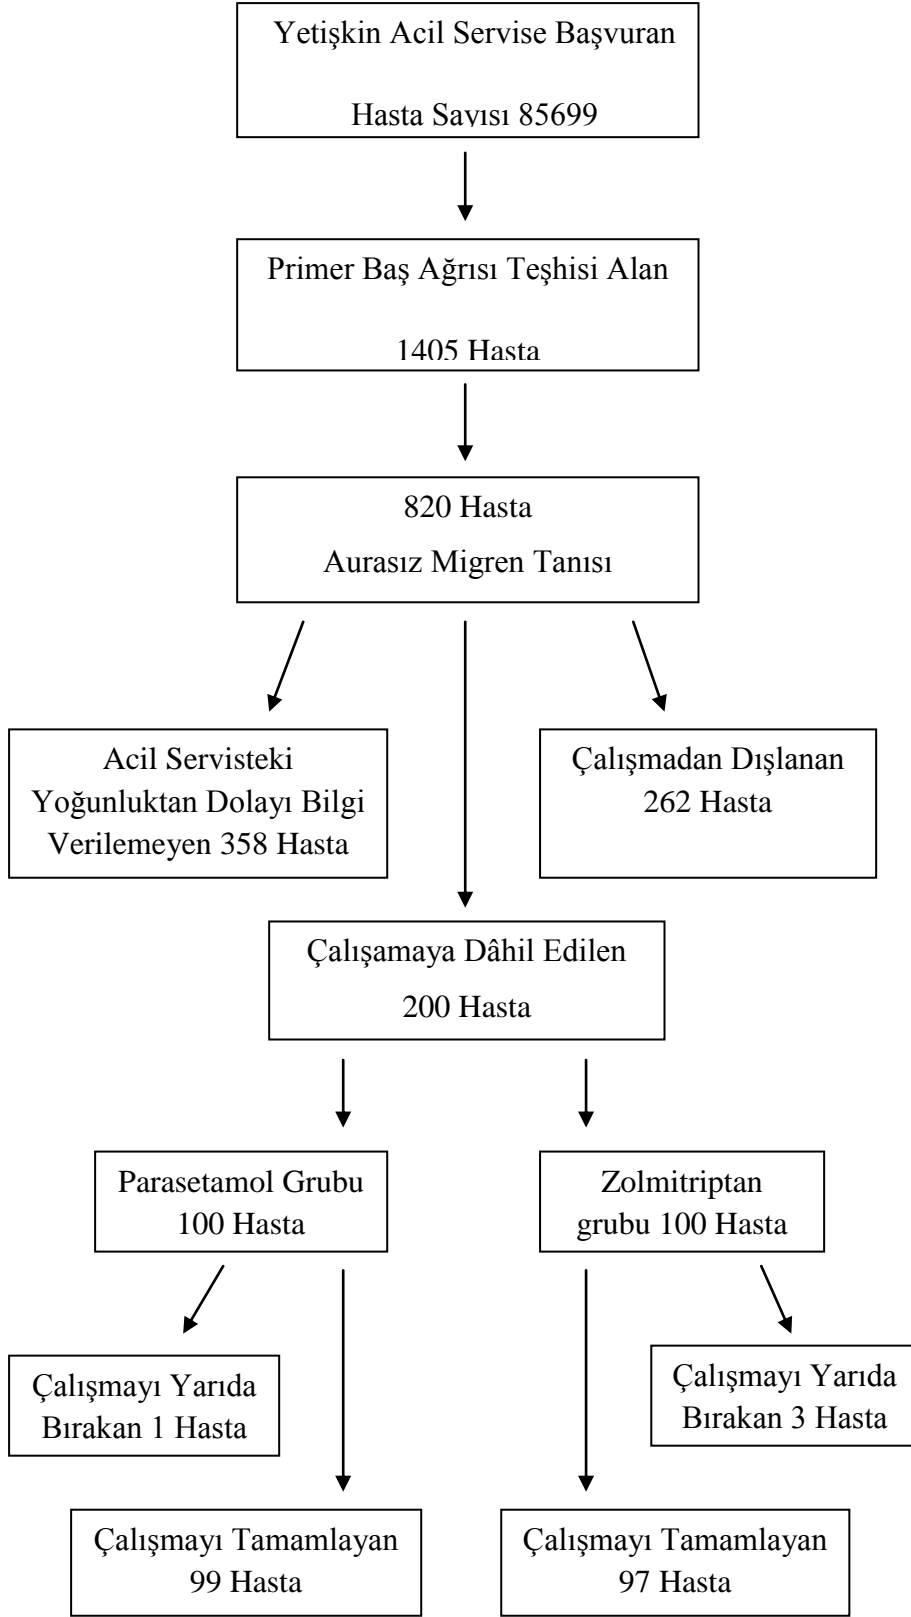 Yetişkin Acil Servise Başvuran
Hasta Sayısı 85699
Primer Baş Ağrısı Teşhisi Alan
1405 Hasta
820 Hasta
Aurasız Migren Tanısı
Acil Servisteki
Yoğunluktan Dolayı Bilgi
Verilemeyen 358 Hasta
Çalışmadan Dışlanan
262 Hasta
Çalışamaya Dâhil Edilen
200 Hasta
Parasetamol Grubu
100 Hasta
Zolmitriptan
grubu 100 Hasta
Çalışmayı Yarıda
Bırakan 1 Hasta
Çalışmayı Yarıda
Bırakan 3 Hasta
Çalışmayı Tamamlayan
99 Hasta
Çalışmayı Tamamlayan
97 Hasta